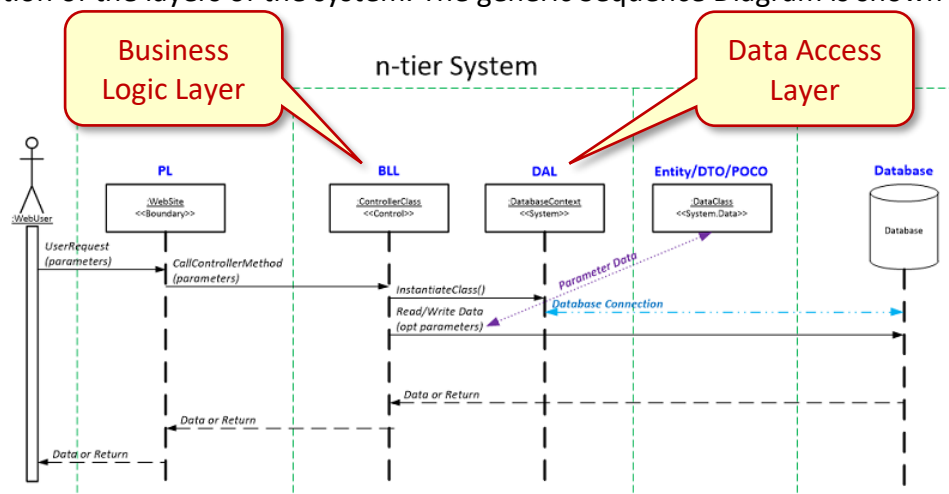 tion of the layers of the system. The generic Sequence Diagram is shown
Business
Logic Layer
Data Access
Layer
n-tier System
PL
BLL
DAL
Entity/DTO/POCO
Database
:WebSite
<<Boundary>>
:ControllerClass
<<Control>>
:DatabaseContext
<<System>>
:DataClass
<<System.Data>>
Database
:WebUser
UserRequest
(parameters)
CallControllerMethod
(parameters)
InstantiateClass()
Parameter Data
Database Connection
Read/Write Data
(opt parameters)
Data or Return
Data or Return
Data or Return